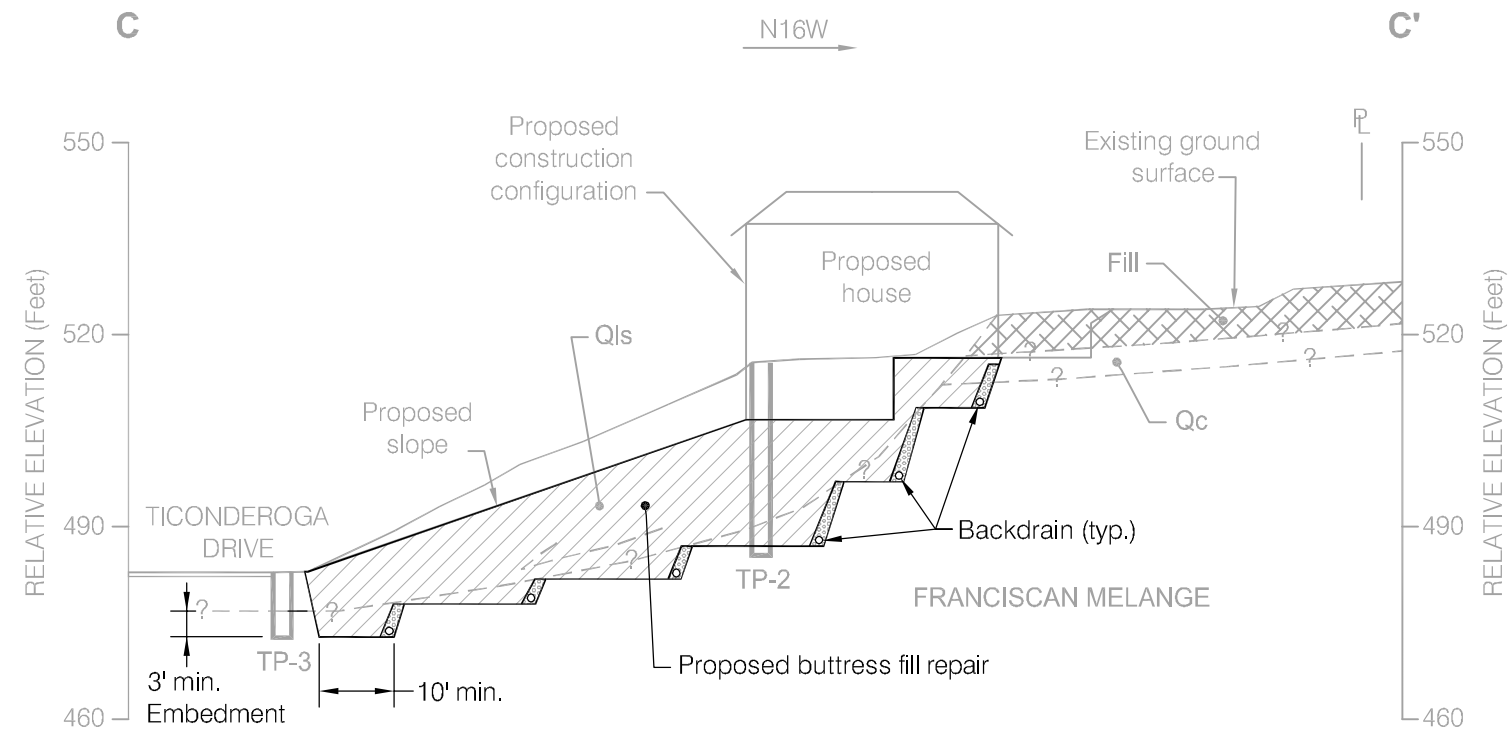 C
N16W
C'
PL
550
Proposed
construction
configuration
Existing ground
surface
550
RELATIVE ELEVATION (Feet)
Proposed
house
Fill
RELATIVE ELEVATION (Feet)
520
Qls
?
?
520
?
?
Proposed
slope
Qc
?
490
TICONDEROGA
DRIVE
Backdrain (typ.)
490
?
TP-2
FRANCISCAN MELANGE
?
?
TP-3
Proposed buttress fill repair
3' min.
Embedment
10' min.
460
460